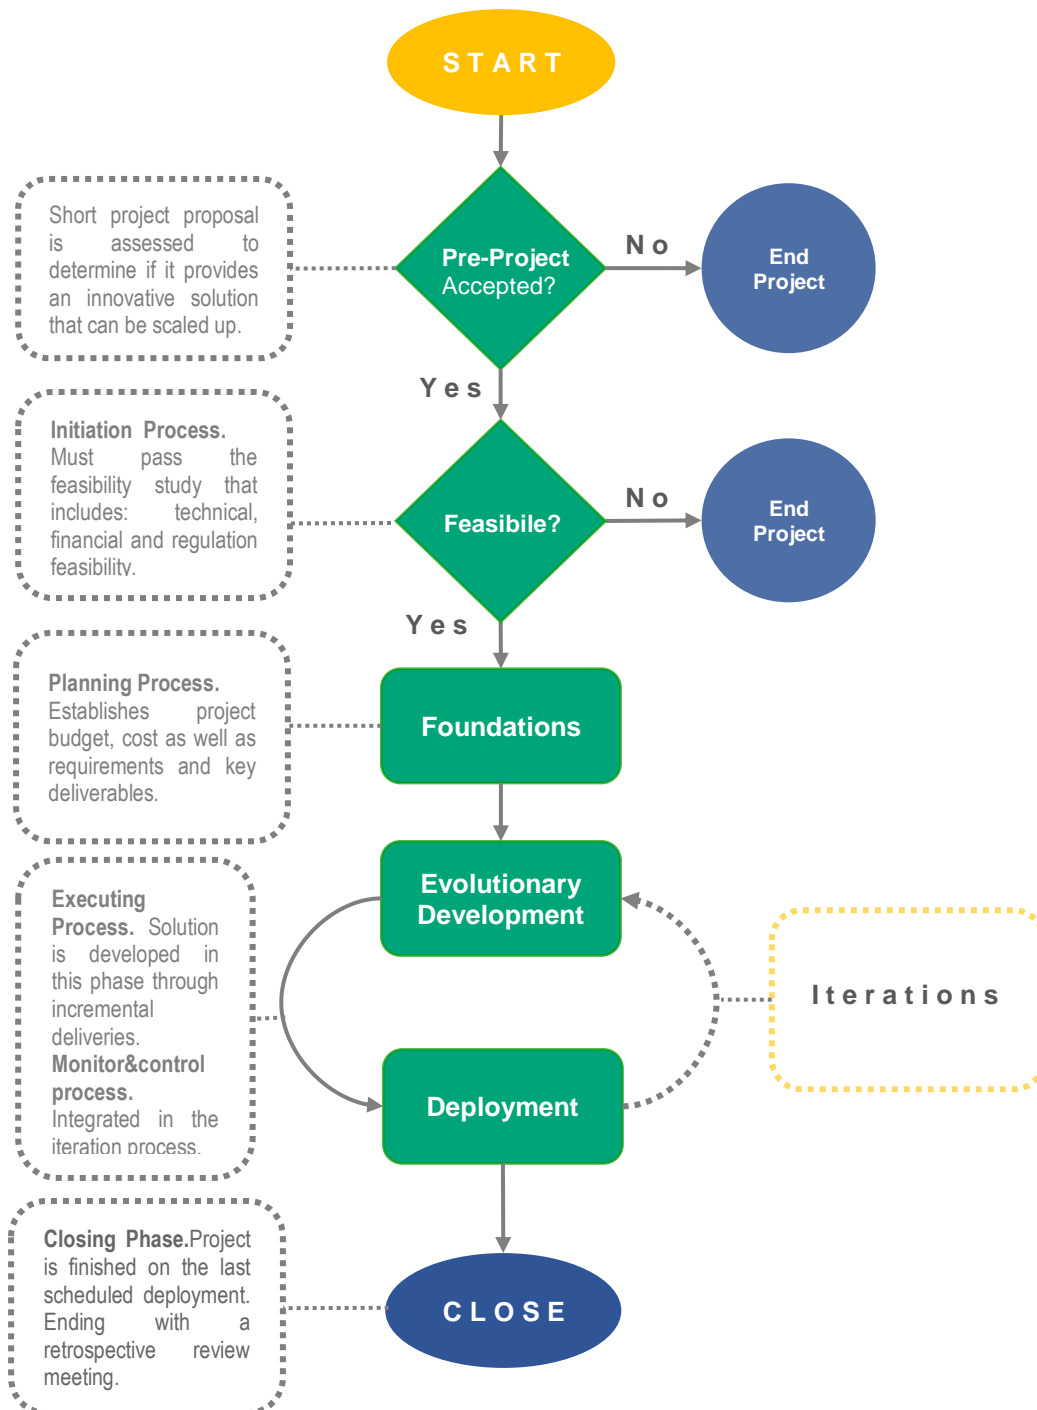 START
Short project proposal
is assessed to
determine if it provides
an innovative solution
that can be scaled up.
Pre-Project
Accepted?
No
End
Project
Yes
Initiation Process.
Must pass the
feasibility study that
includes: technical,
financial and regulation
feasibility.
Feasibile?
No
End
Project
Yes
Planning Process.
Establishes project
budget, cost as well as
requirements and key
deliverables.
Foundations
Evolutionary
Development
Executing
Process. Solution
is developed in
this phase through
incremental
deliveries.
Monitor&control
process.
Integrated in the
iteration process.
Iterations
Deployment
Closing Phase.Project
is finished on the last
scheduled deployment.
Ending with a
retrospective review
meeting.
CLOSE